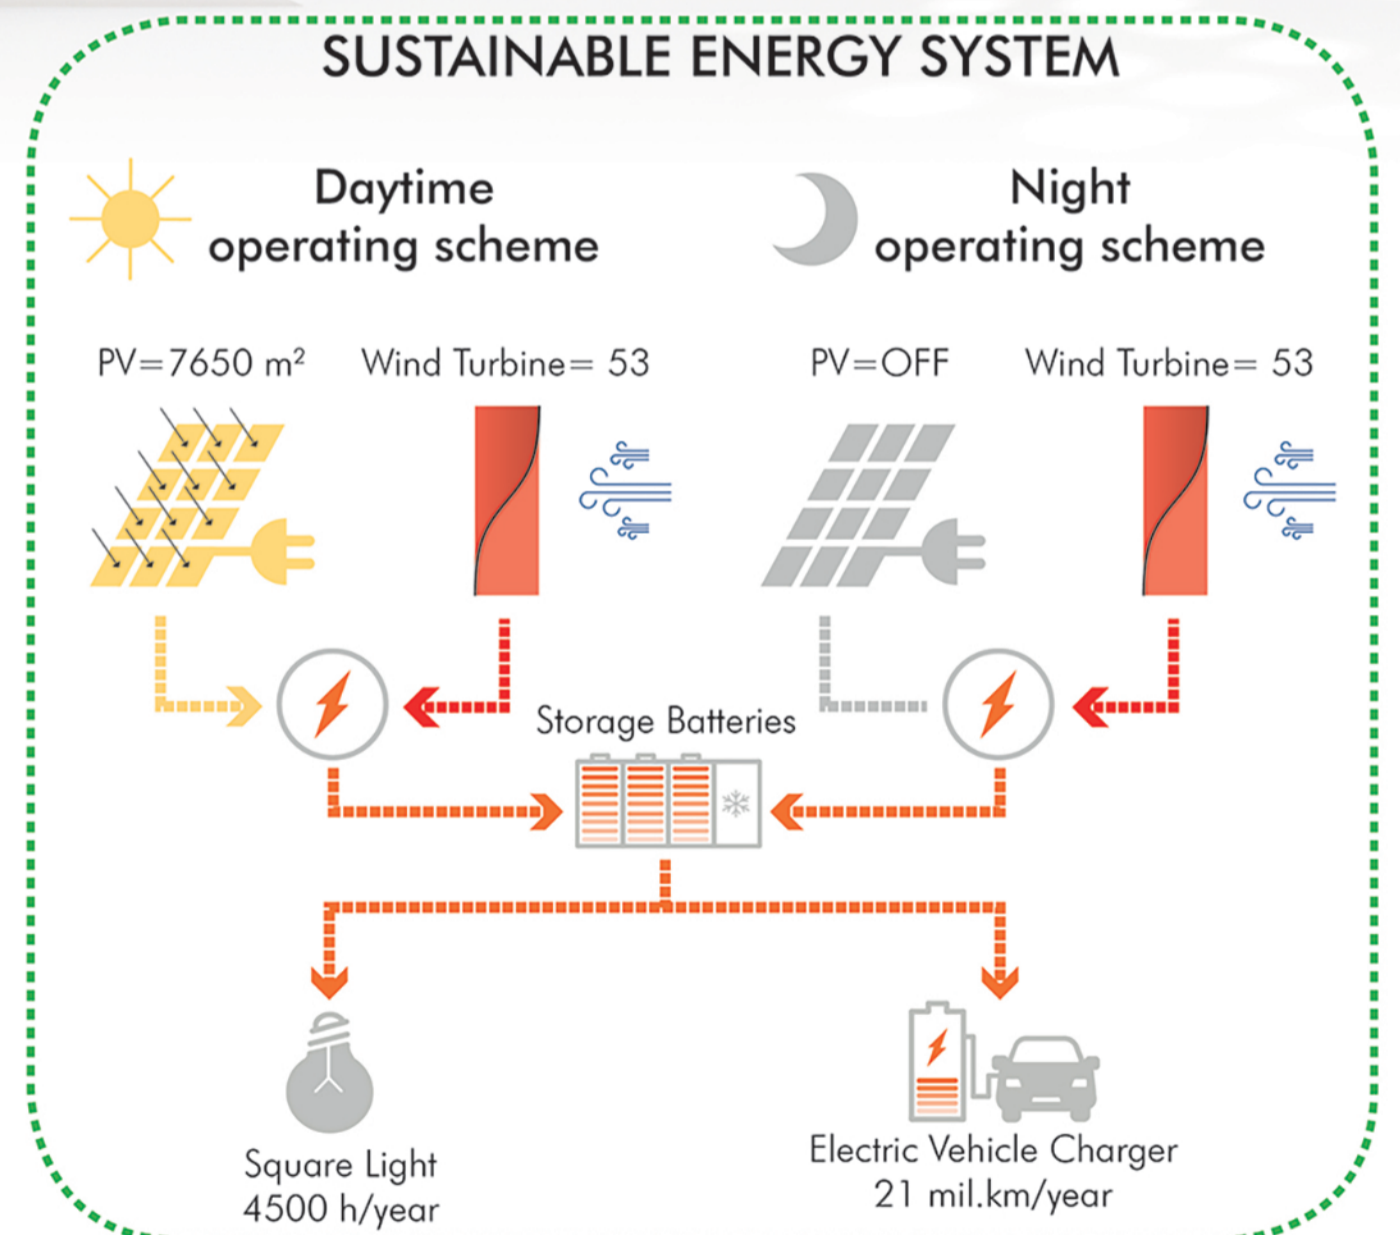 SUSTAINABLE ENERGY SYSTEM
Daytime
operating scheme
Night
operating scheme
PV=7650 m²
Wind Turbine= 53
PV=OFF
Wind Turbine= 53
Storage Batteries
Square Light
4500 h/year
Electric Vehicle Charger
21 mil.km/year